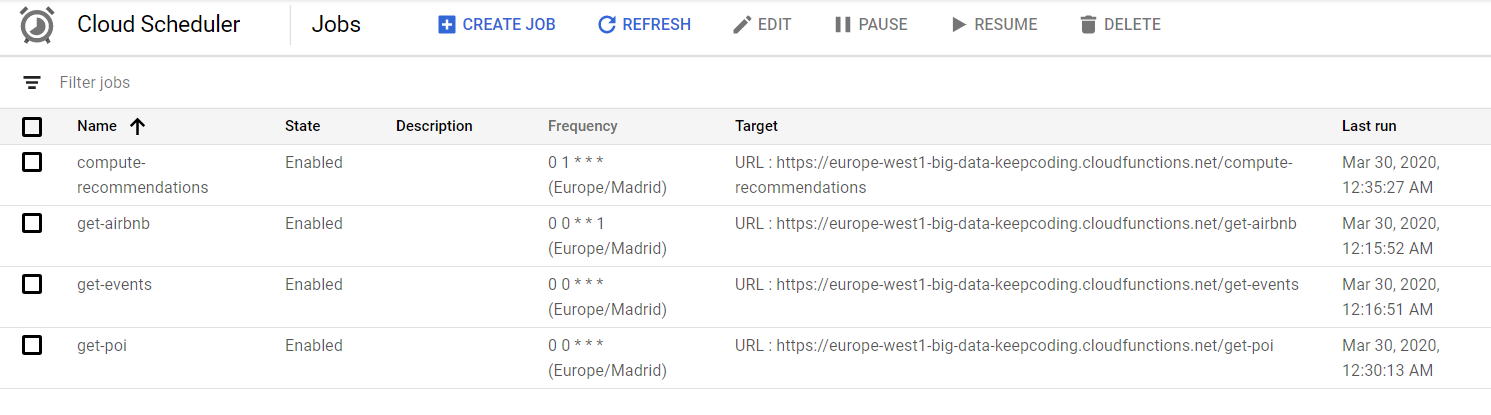 Cloud Scheduler Jobs CREATE JOB REFRESH EDIT PAUSE RESUME DELETE
Filter jobs
Name State Description Frequency Target Last run
compute- Enabled 0 1 * * * URL : https://europe-west1-big-data-keepcoding.cloudfunctions.net/compute- Mar 30, 2020,
recommendations (Europe/Madrid) recommendations 12:35:27 AM
get-airbnb Enabled 0 0 * * 1 URL : https://europe-west1-big-data-keepcoding.cloudfunctions.net/get-airbnb Mar 30, 2020,
(Europe/Madrid) 12:15:52 AM
get-events Enabled 0 0 * * * URL : https://europe-west1-big-data-keepcoding.cloudfunctions.net/get-events Mar 30, 2020,
(Europe/Madrid) 12:16:51 AM
get-poi Enabled 0 0 * * * URL : https://europe-west1-big-data-keepcoding.cloudfunctions.net/get-poi Mar 30, 2020,
(Europe/Madrid) 12:30:13 AM